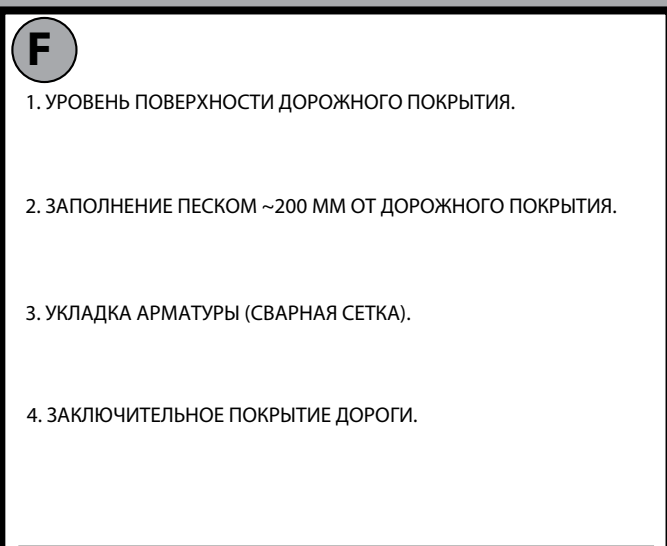 F
1. УРОВЕНЬ ПОВЕРХНОСТИ ДОРОЖНОГО ПОКРЫТИЯ.
2. ЗАПОЛНЕНИЕ ПЕСКОМ ~200 ММ ОТ ДОРОЖНОГО ПОКРЫТИЯ.
3. УКЛАДКА АРМАТУРЫ (СВАРНАЯ СЕТКА).
4. ЗАКЛЮЧИТЕЛЬНОЕ ПОКРЫТИЕ ДОРОГИ.